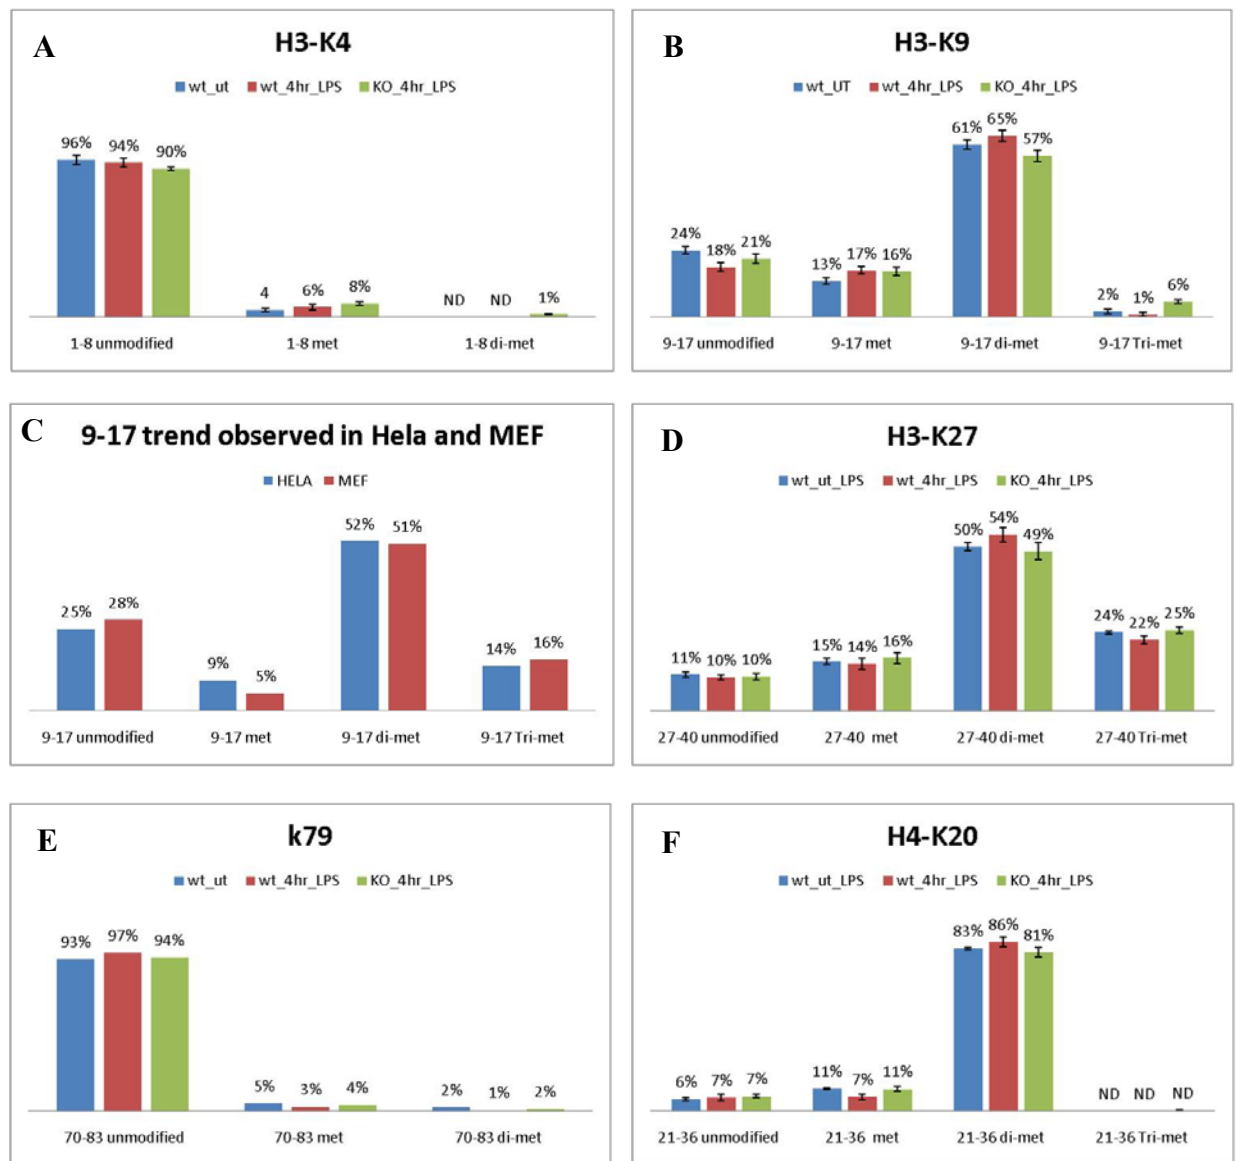 A
H3-K4
wt_ut wt_4hr_LPS KO_4hr_LPS
96% 94% 90%
4 6% 8%
ND ND 1%
1-8 unmodified 1-8 met 1-8 di-met
B
H3-K9
wt_UT wt_4hr_LPS KO_4hr_LPS
24% 18% 21%
13% 17% 16%
61% 65% 57%
2% 1% 6%
9-17 unmodified 9-17 met 9-17 di-met 9-17 Tri-met
C
9-17 trend observed in Hela and MEF
HELA MEF
25% 28%
9% 5%
52% 51%
14% 16%
9-17 unmodified 9-17 met 9-17 di-met 9-17 Tri-met
D
H3-K27
wt_ut_LPS wt_4hr_LPS KO_4hr_LPS
11% 10% 10%
15% 14% 16%
50% 54% 49%
24% 22% 25%
27-40 unmodified 27-40 met 27-40 di-met 27-40 Tri-met
E
k79
wt_ut wt_4hr_LPS KO_4hr_LPS
93% 97% 94%
5% 3% 4%
2% 1% 2%
70-83 unmodified 70-83 met 70-83 di-met
F
H4-K20
wt_ut_LPS wt_4hr_LPS KO_4hr_LPS
6% 7% 7%
11% 7% 11%
83% 86% 81%
ND ND ND
21-36 unmodified 21-36 met 21-36 di-met 21-36 Tri-met